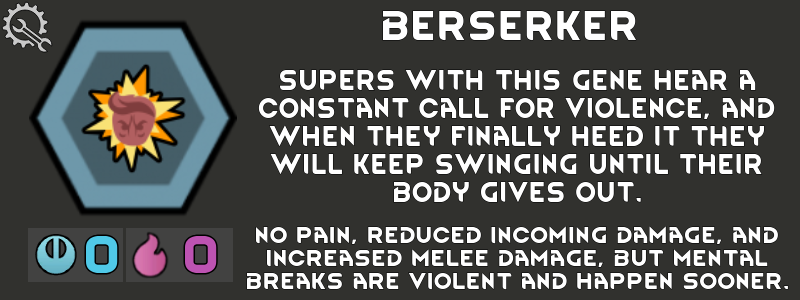 BERSERKER
SUPERS WITH THIS GENE HEAR A
CONSTANT CALL FOR VIOLENCE, AND
WHEN THEY FINALLY HEED IT THEY
WILL KEEP SWINGING UNTIL THEIR
BODY GIVES OUT.
0 0
NO PAIN, REDUCED INCOMING DAMAGE, AND
INCREASED MELEE DAMAGE, BUT MENTAL
BREAKS ARE VIOLENT AND HAPPEN SOONER.